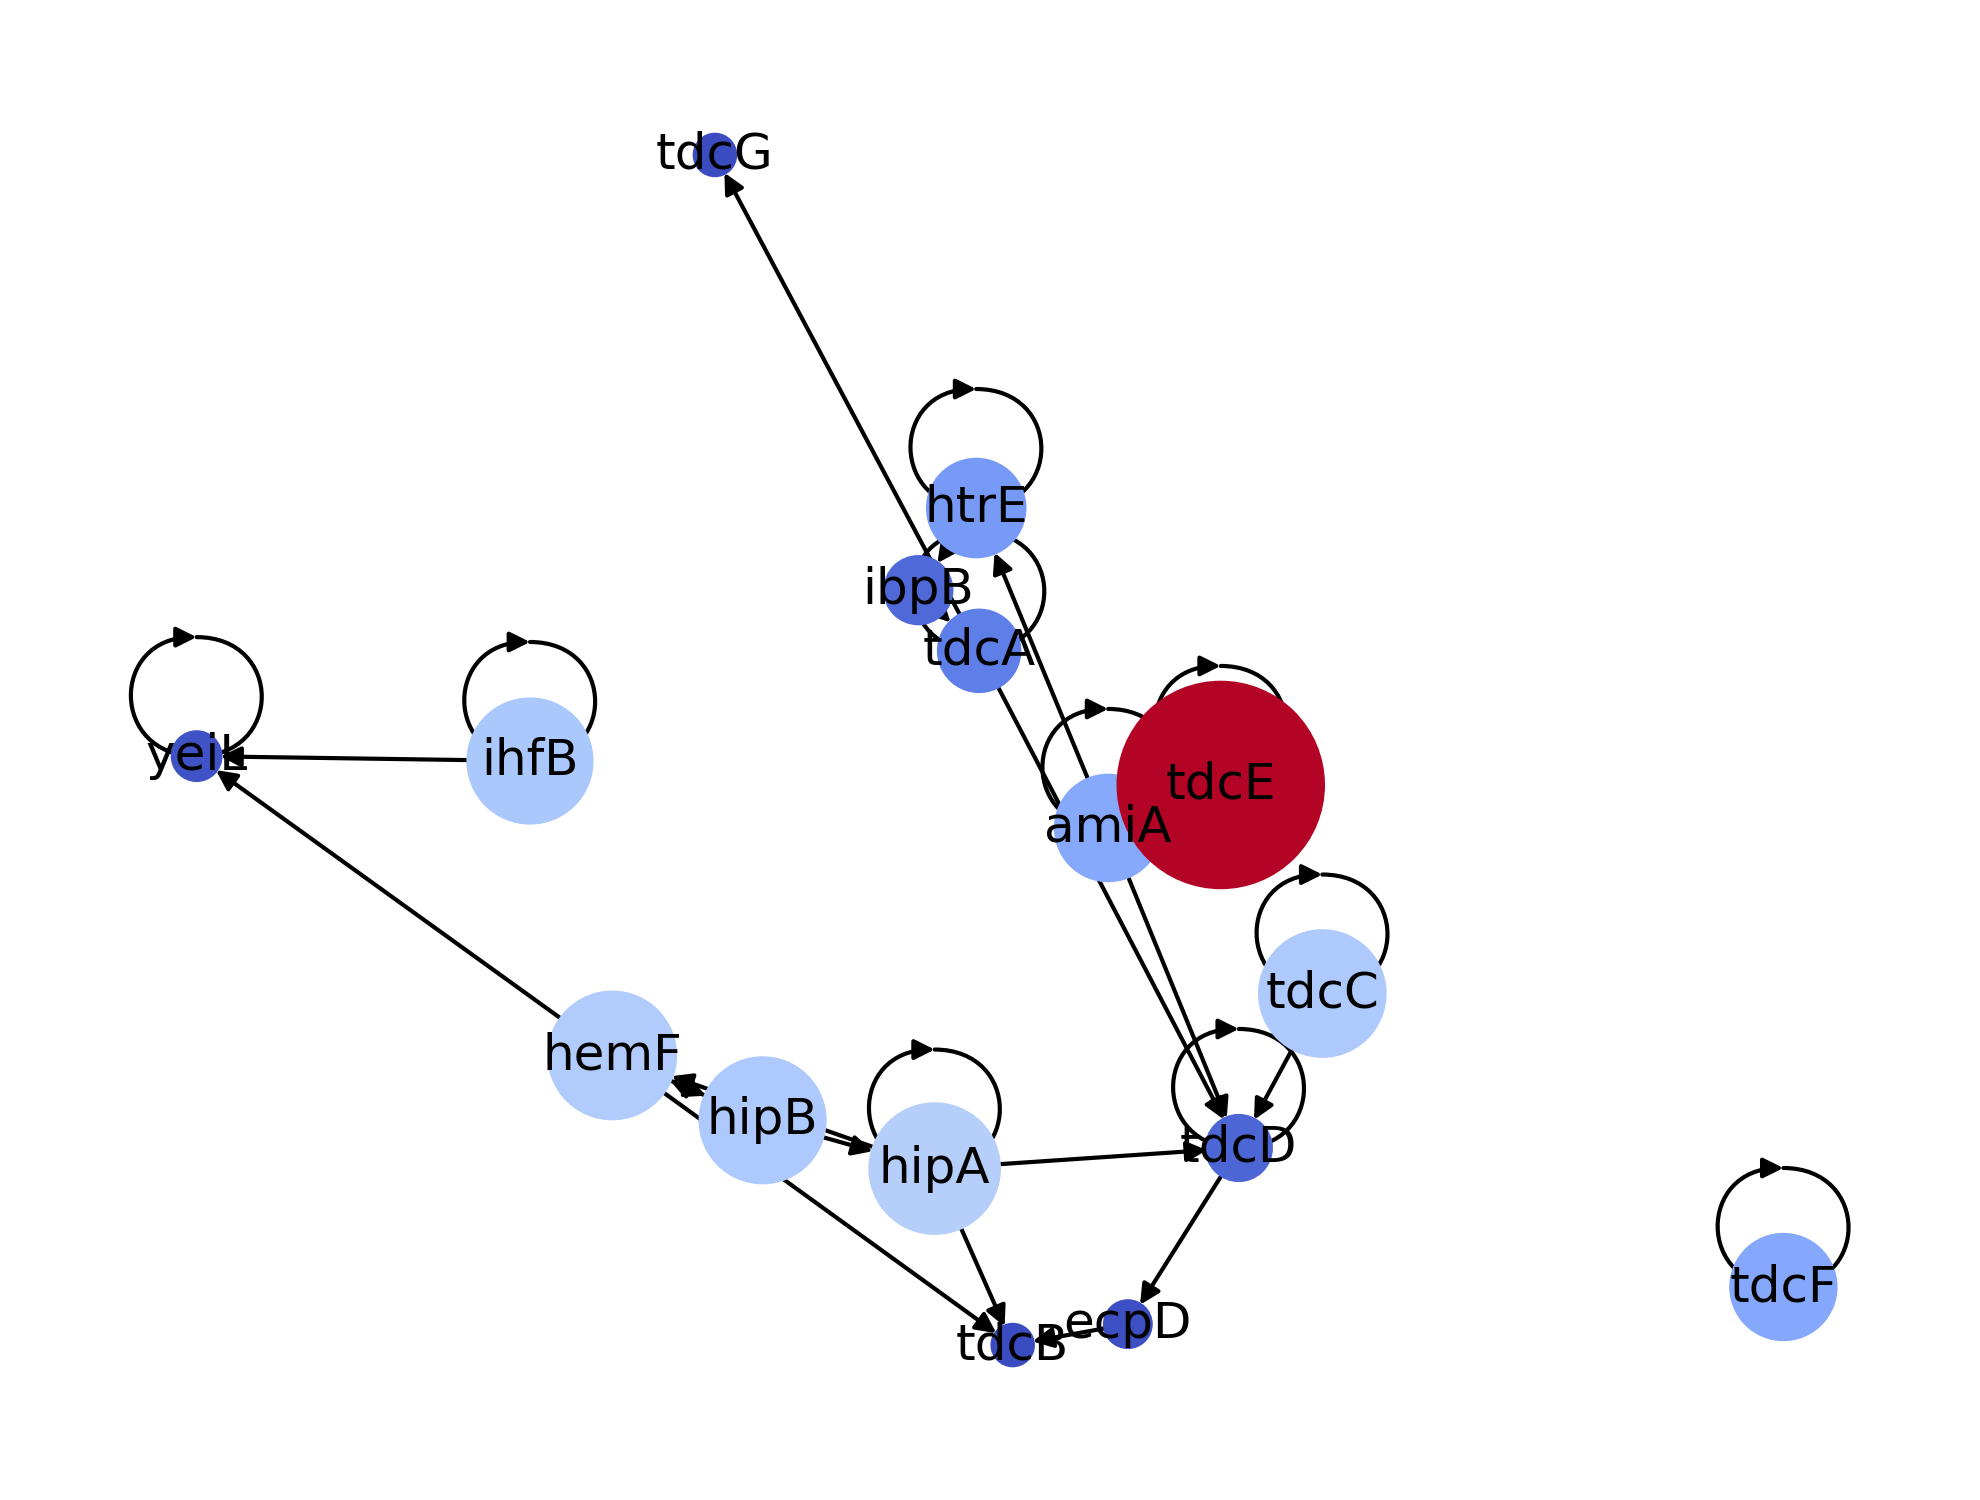 tdcG
htrE
ibpB
tdcA
yeiL
ihfB
tdcE
amiA
tdcC
hemF
hipB
hipA
tdcD
tdcF
ecpD
tdcB